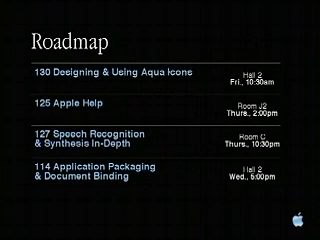 Roadmap
130 Designing & Using Aqua Icons
Hall 2
Fri., 10:30am
125 Apple Help
Room J2
Thurs., 2:00pm
127 Speech Recognition
& Synthesis In-Depth
Room C
Thurs., 10:30pm
114 Application Packaging
& Document Binding
Hall 2
Wed., 5:00pm